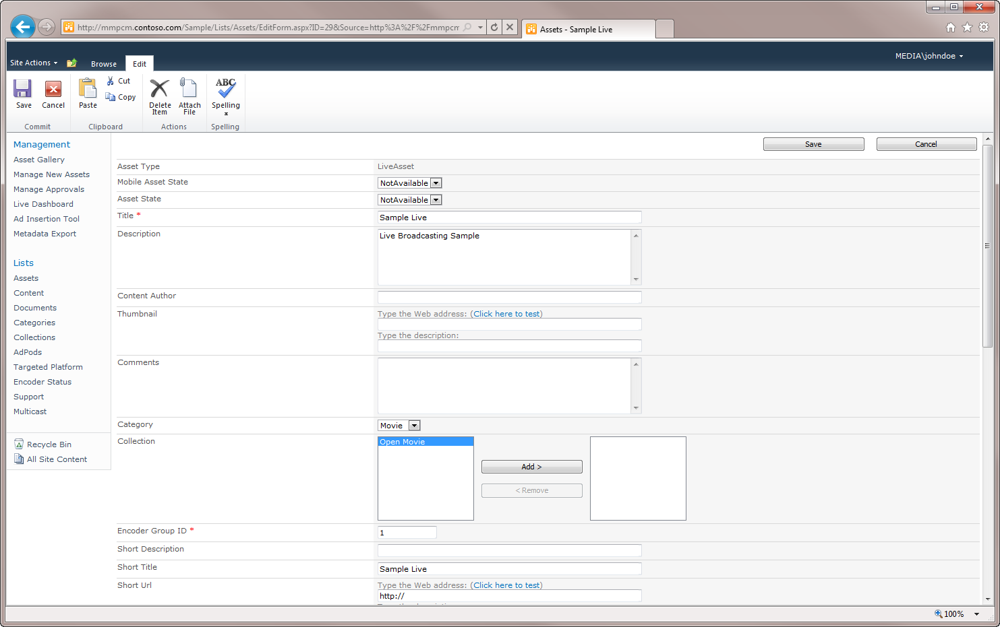 http://mmpcm.contoso.com/Sample/Lists/Assets/EditForm.aspx?ID=29&Source=http%3A%2F%2Fmmpcm
Assets - Sample Live
Site Actions
Browse
Edit
MEDIA\johndoe
Save
Cancel
Paste
Cut
Copy
Delete Item
Attach File
ABC
Spelling
Commit
Clipboard
Actions
Spelling
Management
Asset Gallery
Manage New Assets
Manage Approvals
Live Dashboard
Ad Insertion Tool
Metadata Export
Lists
Assets
Content
Documents
Categories
Collections
AdPods
Targeted Platform
Encoder Status
Support
Multicast
Recycle Bin
All Site Content
Save
Cancel
Asset Type
LiveAsset
Mobile Asset State
NotAvailable
Asset State
NotAvailable
Title *
Sample Live
Description
Live Broadcasting Sample
Content Author
Thumbnail
Type the Web address: (Click here to test)
Type the description:
Comments
Category
Movie
Collection
Open Movie
Add >
< Remove
Encoder Group ID *
1
Short Description
Short Title
Sample Live
Short Url
Type the Web address: (Click here to test)
http://
100%